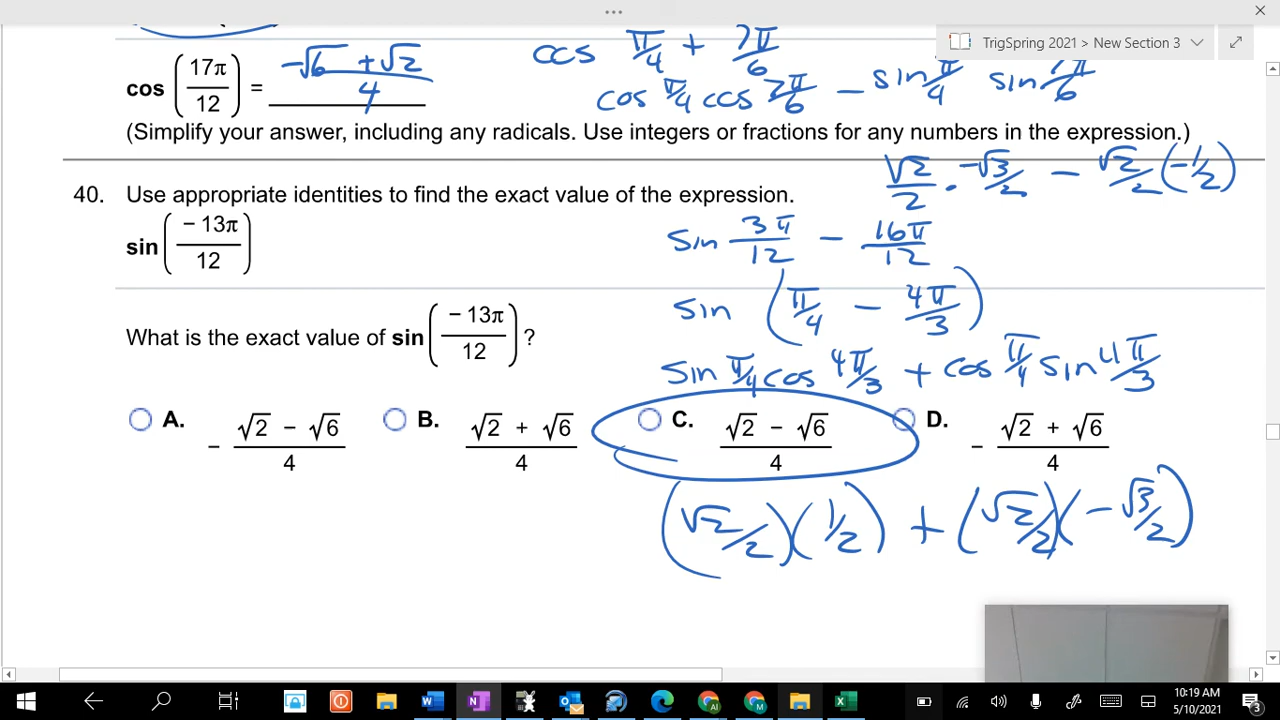 TrigSpring 2021 > New Section 3
cos π/4 + 7π/6
cos (17π/12) = (-√6 + √2)/4
cos π/4 cos 7π/6 - sin π/4 sin 7π/6
(Simplify your answer, including any radicals. Use integers or fractions for any numbers in the expression.)
√2/2 · -√3/2 - √2/2 (-1/2)
40. Use appropriate identities to find the exact value of the expression.
sin (-13π/12)
sin 3π/12 - 16π/12
sin (π/4 - 4π/3)
What is the exact value of sin (-13π/12)?
sin π/4 cos 4π/3 + cos π/4 sin 4π/3
A. - (√2 - √6)/4
B. (√2 + √6)/4
C. (√2 - √6)/4
D. - (√2 + √6)/4
(√2/2)(1/2) + (√2/2)(-√3/2)
10:19 AM
5/10/2021
3